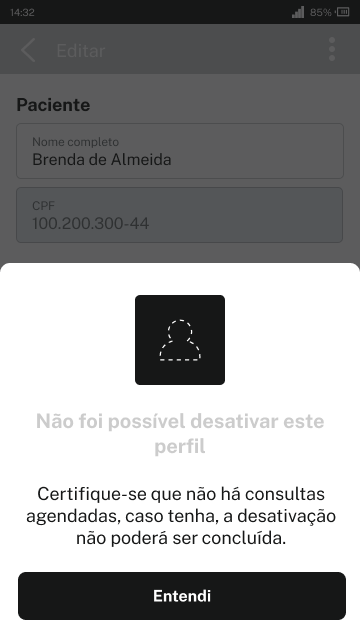 14:32
85%
Editar
Paciente
Nome completo
Brenda de Almeida
CPF
100.200.300-44
Não foi possível desativar este
perfil
Certifique-se que não há consultas
agendadas, caso tenha, a desativação
não poderá ser concluída.
Entendi